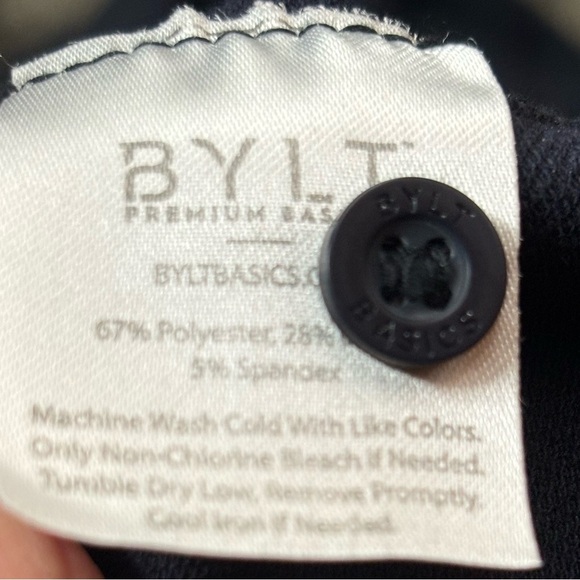 BYLT
PREMIUM BAS
BYLTBASICS.C
67% Polyester, 28%
5% Spandex
Machine Wash Cold With Like Colors.
Only Non-Chlorine Bleach If Needed.
Tumble Dry Low, Remove Promptly.
Cool Iron If Needed.
BYLT
BASICS